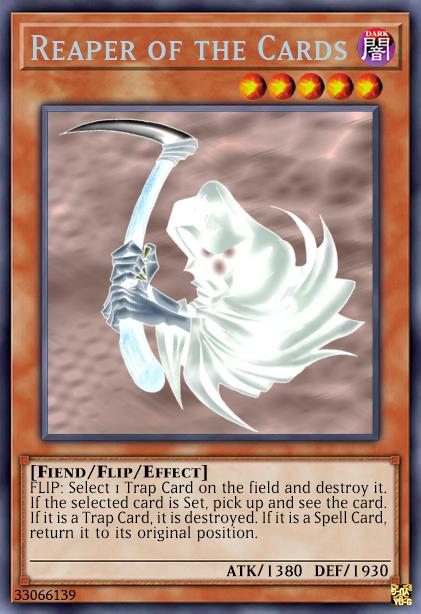 REAPER OF THE CARDS
DARK
闇
[FIEND/FLIP/EFFECT]
FLIP: Select 1 Trap Card on the field and destroy it.
If the selected card is Set, pick up and see the card.
If it is a Trap Card, it is destroyed. If it is a Spell Card,
return it to its original position.
ATK/1380 DEF/1930
33066139